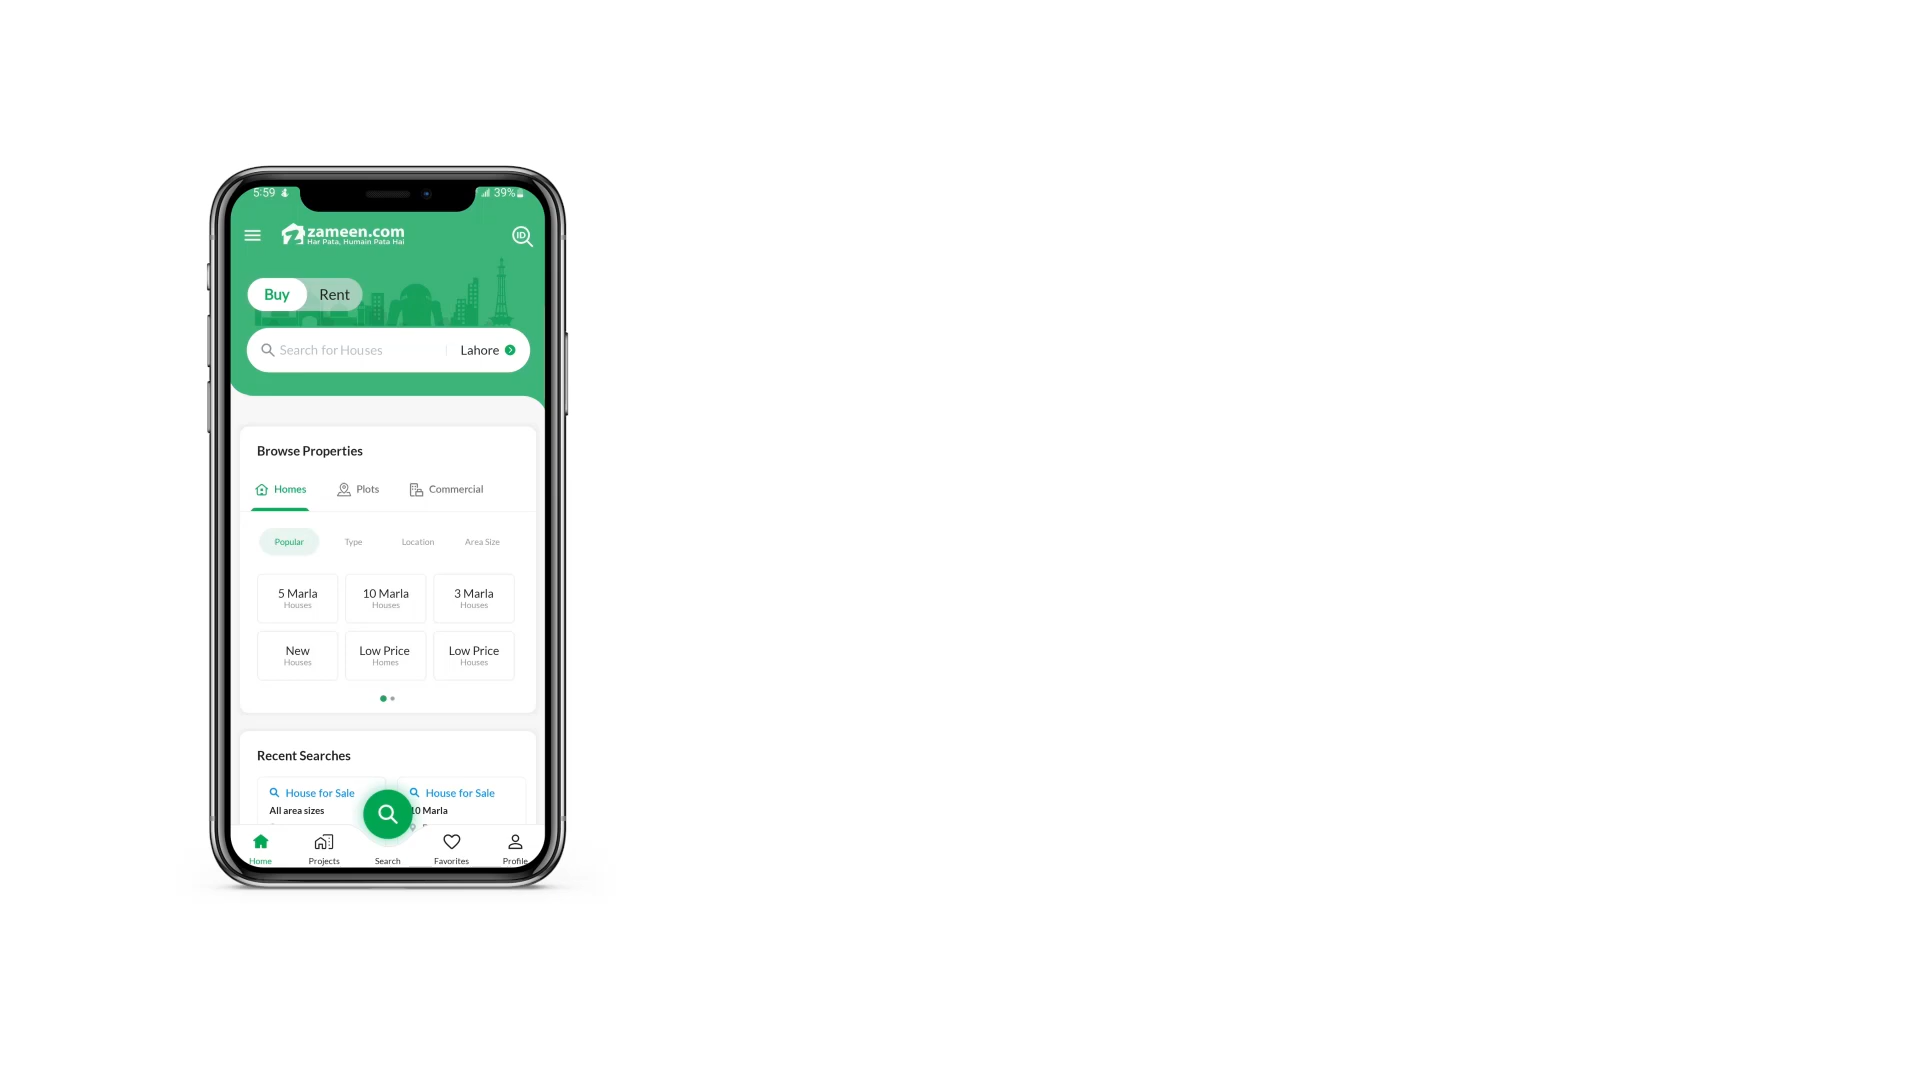 5:59 39%
zameen.com
Har Pata, Humain Pata Hai
ID
Buy Rent
Search for Houses Lahore
Browse Properties
Homes Plots Commercial
Popular Type Location Area Size
5 Marla 10 Marla 3 Marla
Houses Houses Houses
New Low Price Low Price
Houses Homes Houses
Recent Searches
House for Sale House for Sale
All area sizes 10 Marla
Home Projects Search Favorites Profile